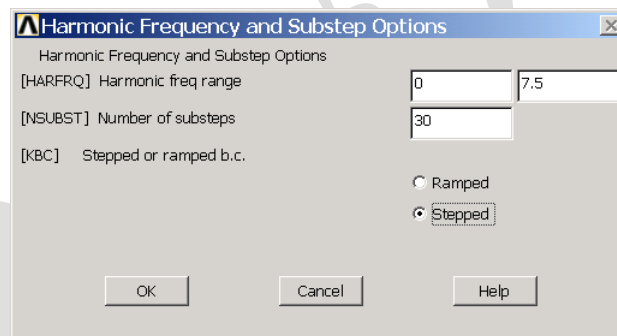 Harmonic Frequency and Substep Options
Harmonic Frequency and Substep Options
[HARFRQ] Harmonic freq range 0 7.5
[NSUBST] Number of substeps 30
[KBC] Stepped or ramped b.c.
Ramped
Stepped
OK Cancel Help